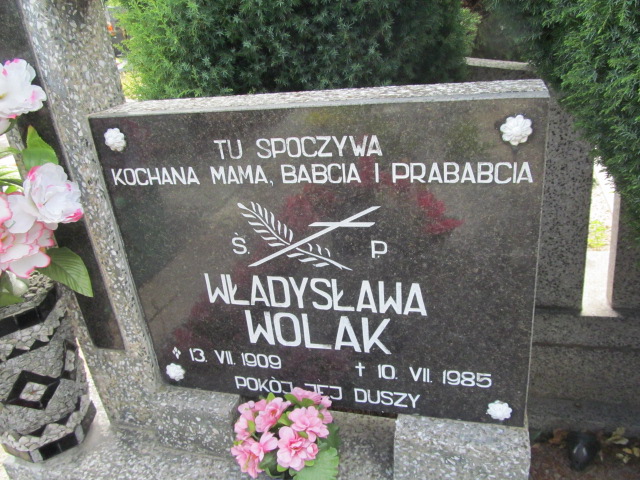 TU SPOCZYWA
KOCHANA MAMA, BABCIA I PRABABCIA
Ś. P
WŁADYSŁAWA
WOLAK
* 13. VII. 1909 † 10. VII. 1985
POKÓJ JEJ DUSZY